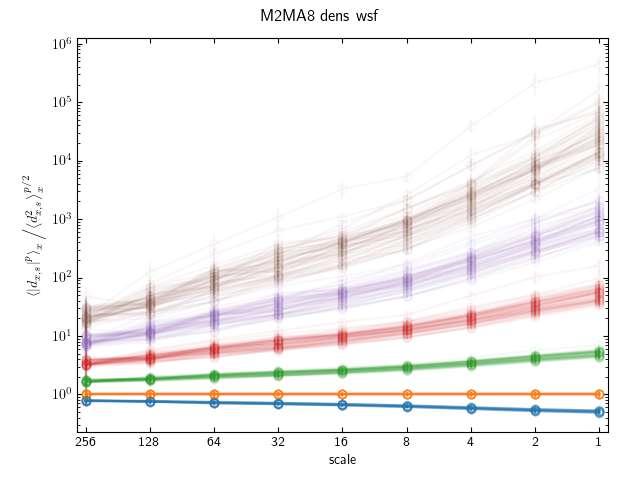 M2MA8 dens wsf
10^6
10^5
10^4
10^3
10^2
10^1
10^0
⟨|d_{x,s}|^p⟩_x / ⟨d_{x,s}^2⟩_x^{p/2}
256 128 64 32 16 8 4 2 1
scale